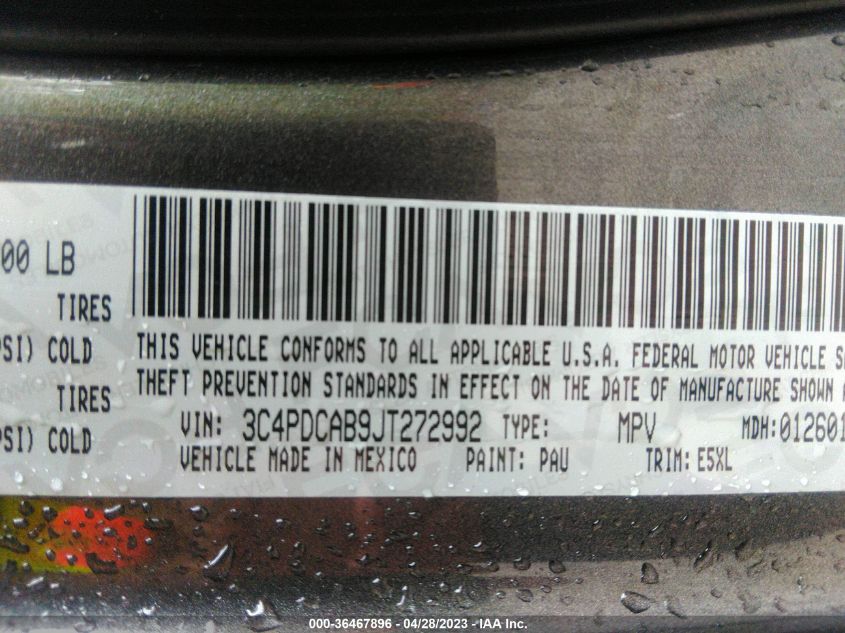 00 LB
TIRES
PSI) COLD
TIRES
PSI) COLD
THIS VEHICLE CONFORMS TO ALL APPLICABLE U.S.A. FEDERAL MOTOR VEHICLE S
THEFT PREVENTION STANDARDS IN EFFECT ON THE DATE OF MANUFACTURE SHOWN A
VIN: 3C4PDCAB9JT272992 TYPE: MPV MDH: 012601
VEHICLE MADE IN MEXICO PAINT: PAU TRIM: E5XL
000-36467896 - 04/28/2023 - IAA Inc.